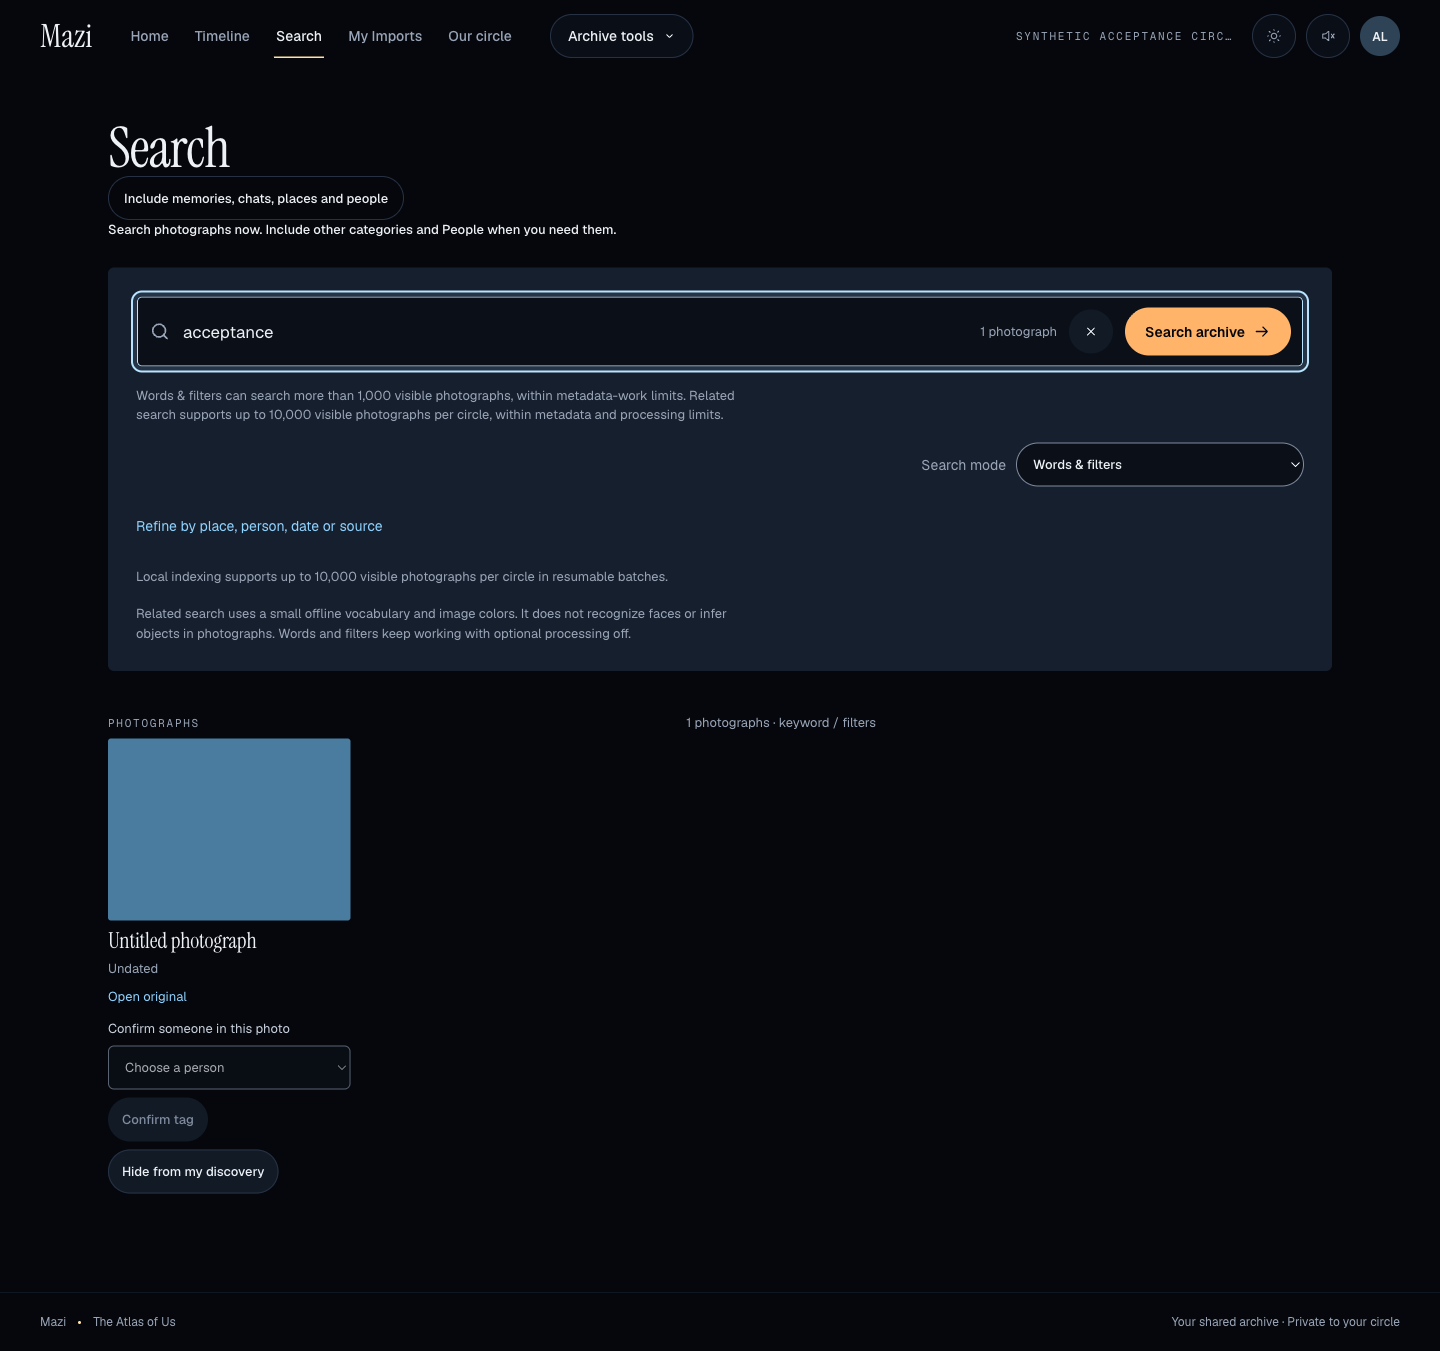 Mazi
Home
Timeline
Search
My Imports
Our circle
Archive tools
SYNTHETIC ACCEPTANCE CIRC…
AL
Search
Include memories, chats, places and people
Search photographs now. Include other categories and People when you need them.
acceptance
1 photograph
Search archive
Words & filters can search more than 1,000 visible photographs, within metadata-work limits. Related
search supports up to 10,000 visible photographs per circle, within metadata and processing limits.
Search mode
Words & filters
Refine by place, person, date or source
Local indexing supports up to 10,000 visible photographs per circle in resumable batches.
Related search uses a small offline vocabulary and image colors. It does not recognize faces or infer
objects in photographs. Words and filters keep working with optional processing off.
PHOTOGRAPHS
1 photographs · keyword / filters
Untitled photograph
Undated
Open original
Confirm someone in this photo
Choose a person
Confirm tag
Hide from my discovery
Mazi • The Atlas of Us
Your shared archive · Private to your circle